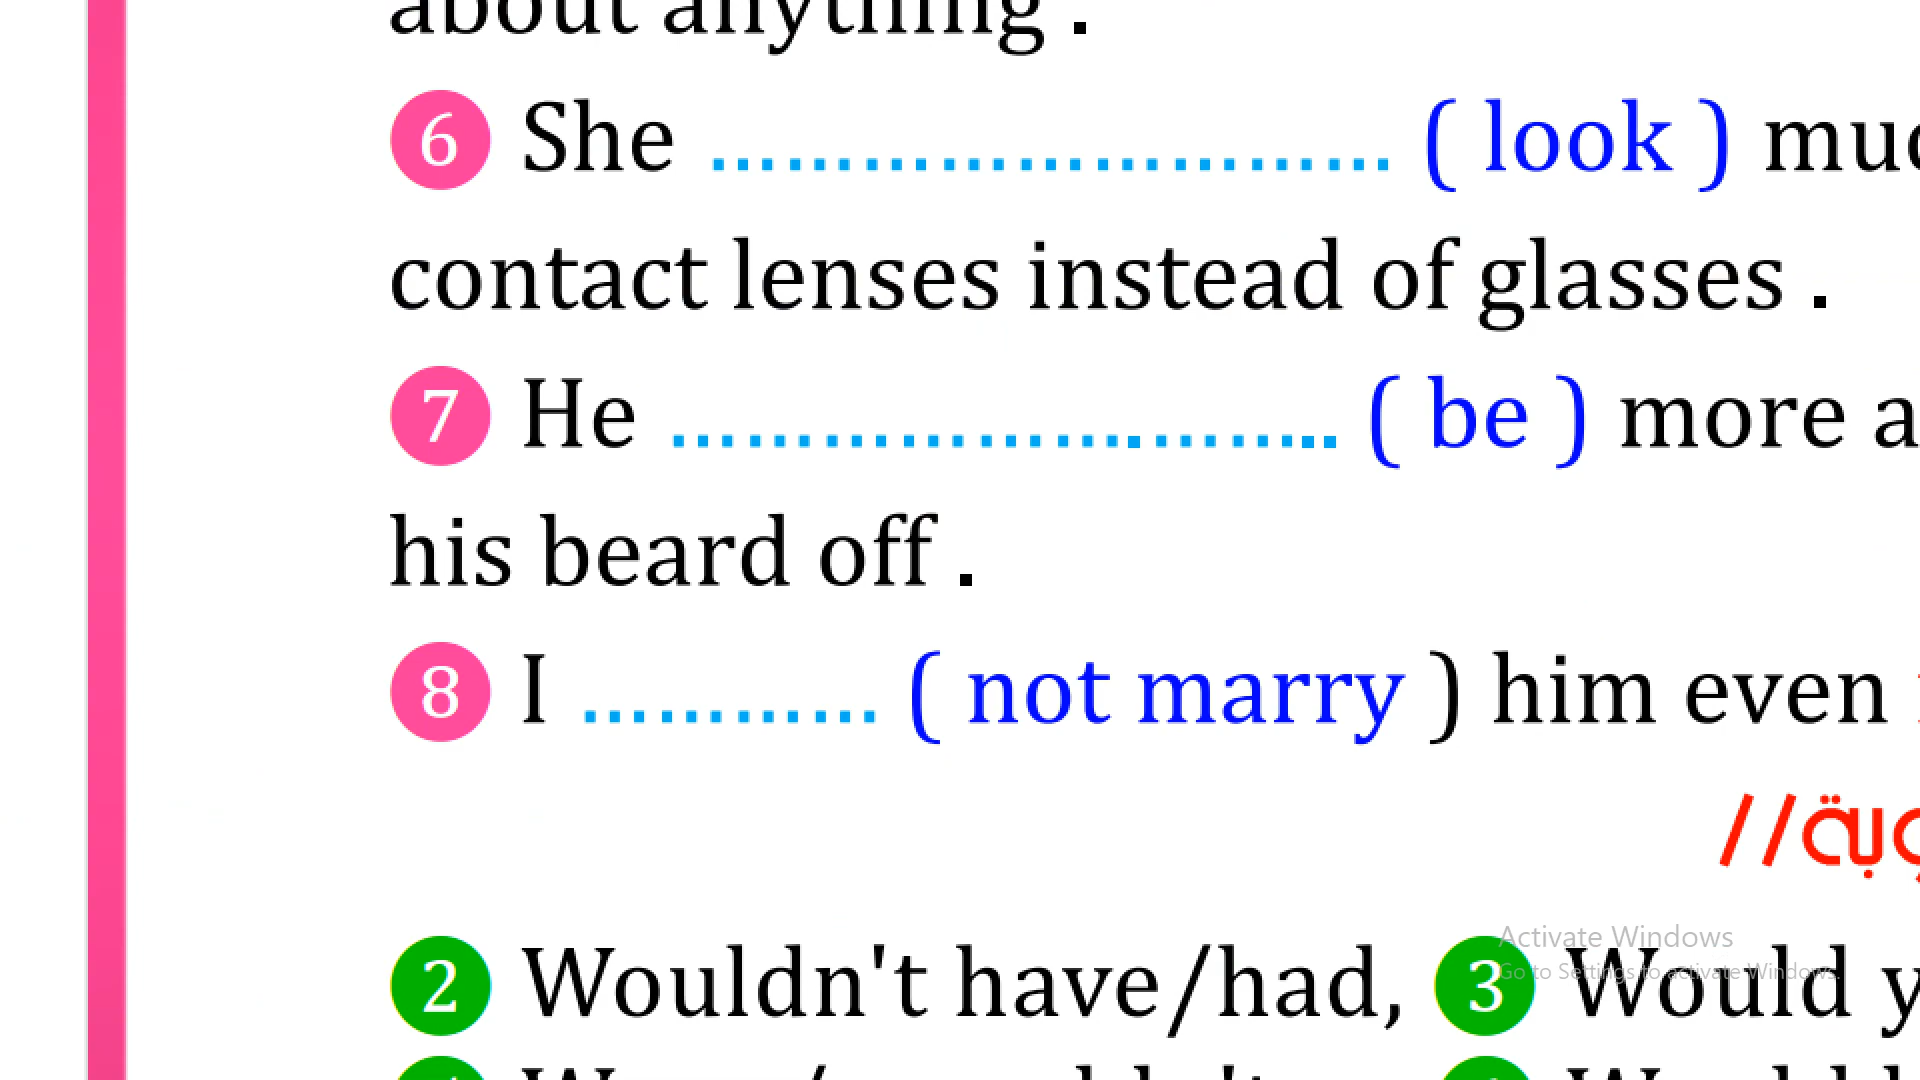 about anything .
6 She ........................... ( look )
contact lenses instead of glasses .
7 He ........................... ( be ) more
his beard off .
8 I ............ ( not marry ) him even
//
Activate Windows
Go to Settings to activate Windows.
2 Wouldn't have/had, 3 Would